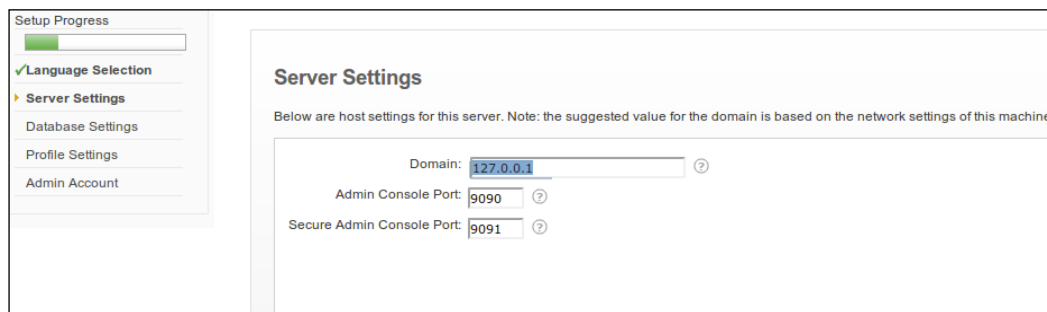 Setup Progress
Language Selection
Server Settings
Database Settings
Profile Settings
Admin Account
Server Settings
Below are host settings for this server. Note: the suggested value for the domain is based on the network settings of this machine
Domain: 127.0.0.1 ?
Admin Console Port: 9090 ?
Secure Admin Console Port: 9091 ?